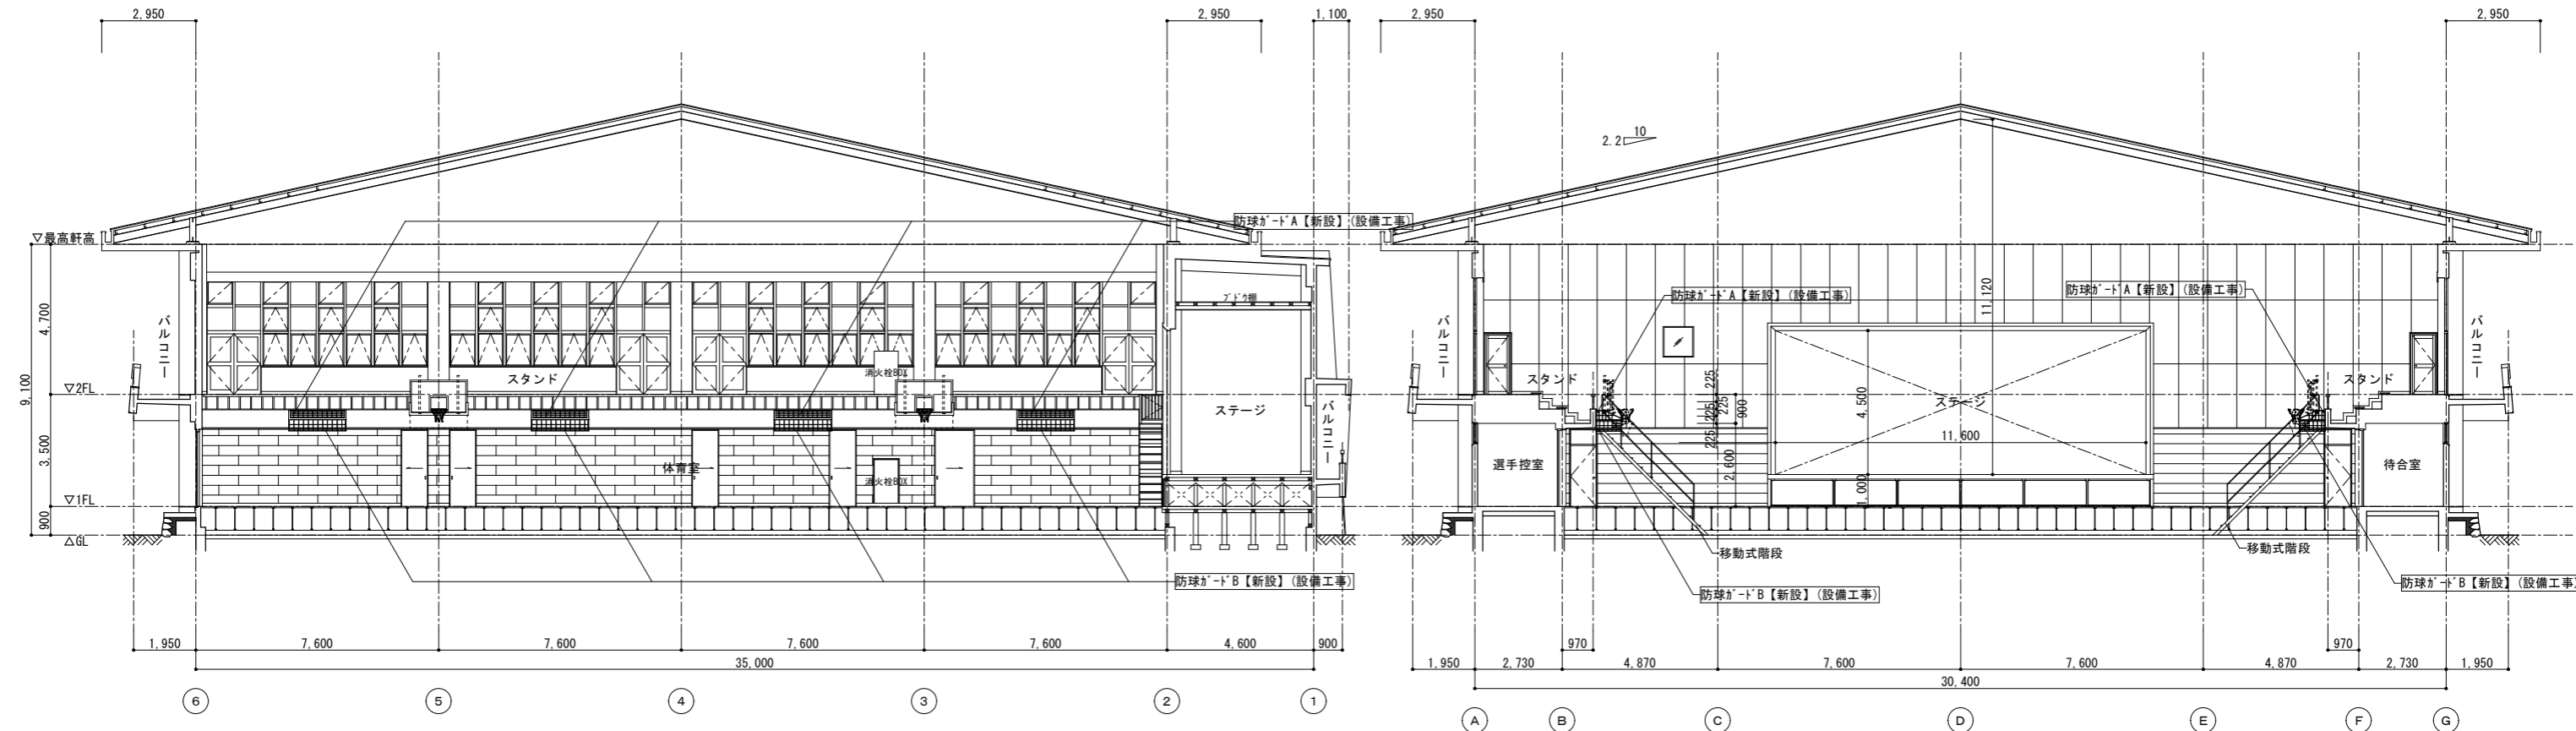 2,950
2,950
1,100
2,950
2,950
10
2.2
防球ガードA【新設】(設備工事)
▽最高軒高
11,120
防球ガードA【新設】(設備工事)
防球ガードA【新設】(設備工事)
ブドウ棚
4,700
バルコニー
バルコニー
バルコニー
9,100
消火栓BOX
▽2FL
スタンド
スタンド
スタンド
225
225
225
900
ステージ
4,500
ステージ
バルコニー
3,500
225
2,600
11,600
体育室
選手控室
待合室
消火栓BOX
▽1FL
1,000
900
△GL
移動式階段
移動式階段
防球ガードB【新設】(設備工事)
防球ガードB【新設】(設備工事)
防球ガードB【新設】(設備工事)
1,950
7,600
7,600
7,600
7,600
4,600
900
970
970
35,000
1,950
2,730
4,870
7,600
7,600
4,870
2,730
1,950
30,400
6
5
4
3
2
1
A
B
C
D
E
F
G